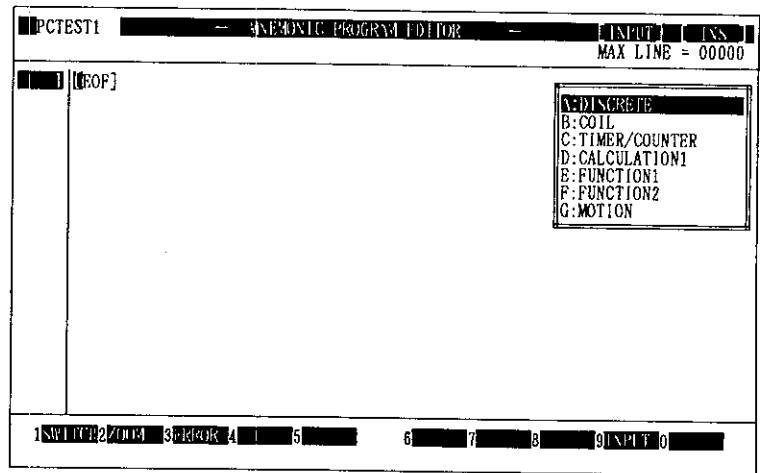 PCTEST1 — MNEMONIC PROGRAM EDITOR — INPUT INS
MAX LINE = 00000
[EOF]
A:DISCRETE
B:COIL
C:TIMER/COUNTER
D:CALCULATION1
E:FUNCTION1
F:FUNCTION2
G:MOTION
1SWITCH 2ZOOM 3ERROR 4 5 6 7 8 9INPUT 0